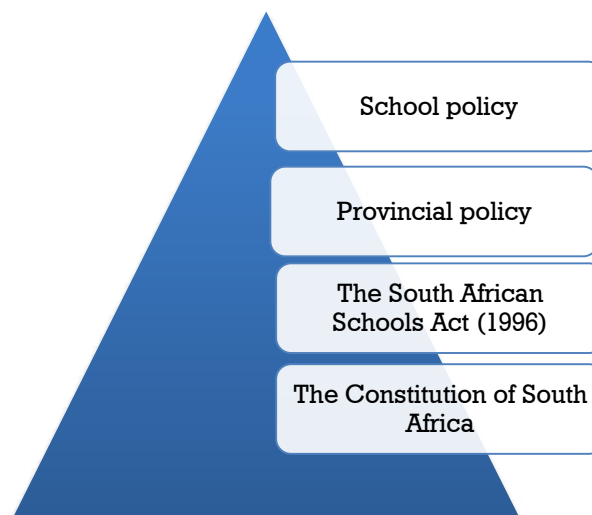 School policy
Provincial policy
The South African
Schools Act (1996)
The Constitution of South
Africa